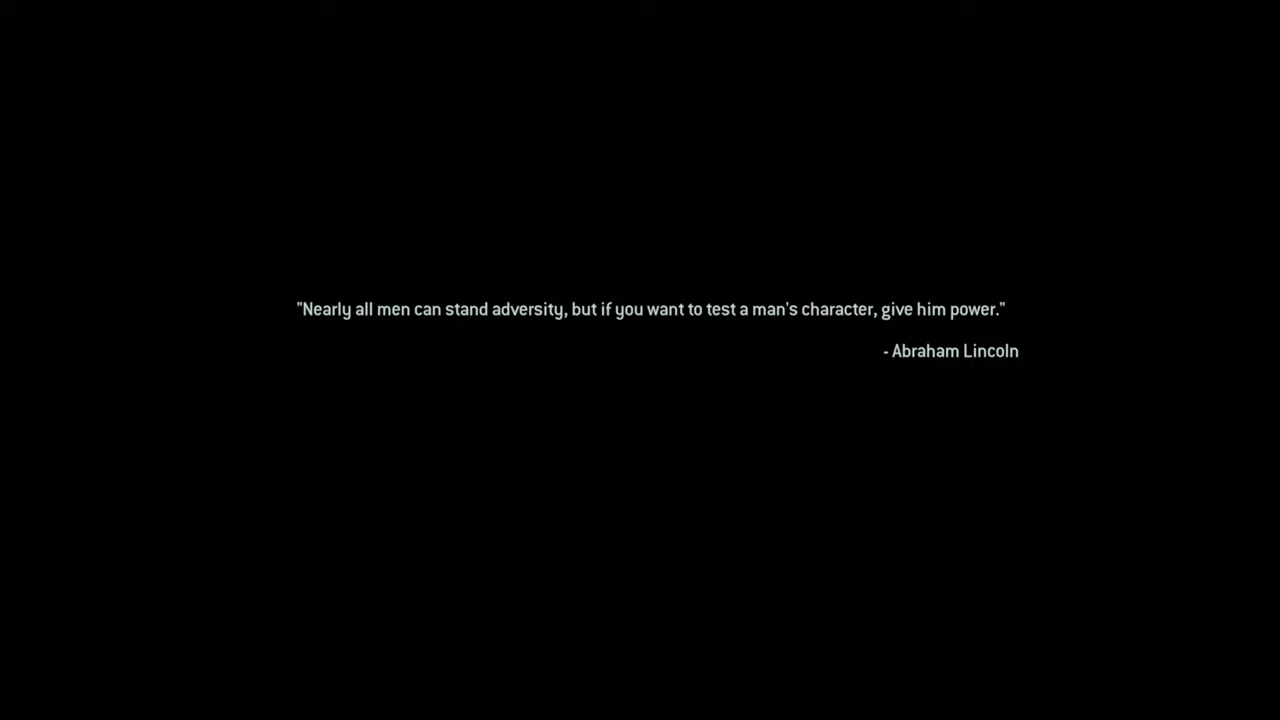 "Nearly all men can stand adversity, but if you want to test a man's character, give him power."
- Abraham Lincoln